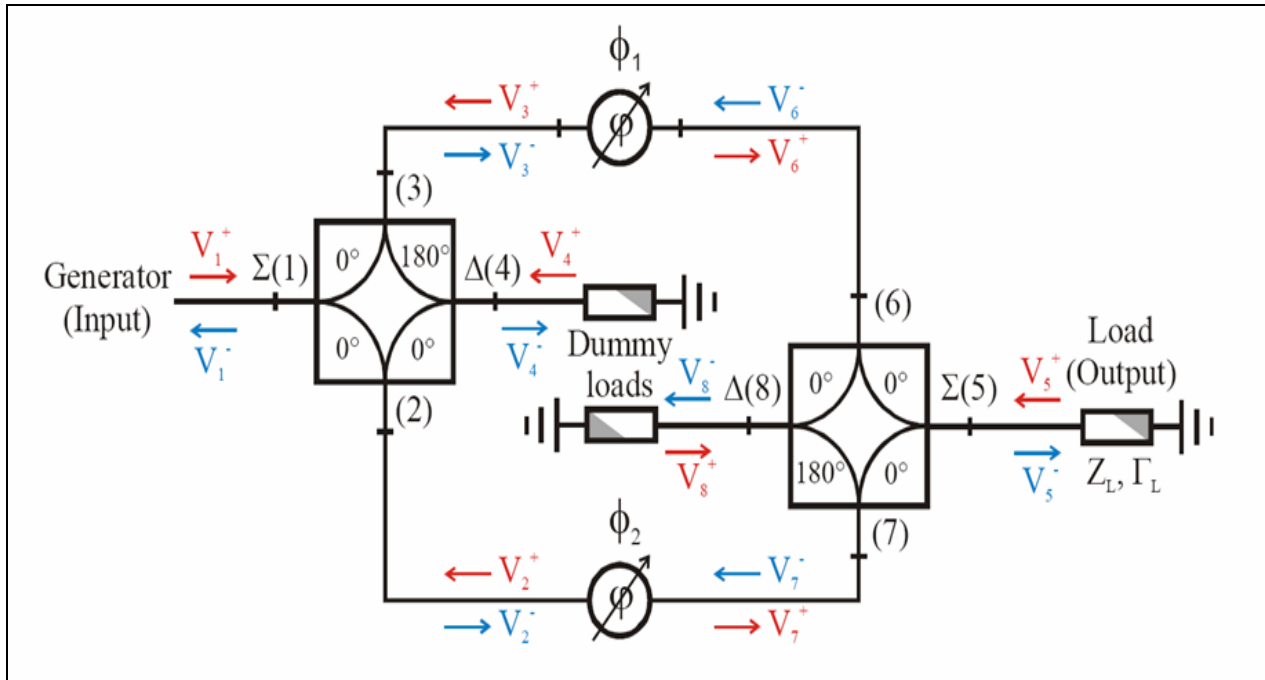 ϕ₁
V₃⁺ V₆⁻
φ
V₃⁻ V₆⁺
(3)
V₁⁺ Σ(1) 0° 180° Δ(4) V₄⁺
Generator
(Input)
V₁⁻ 0° 0° V₄⁻ Dummy
loads
(6)
Load
(Output)
(2)
V₈⁻ Δ(8) 0° 0° Σ(5) V₅⁺
V₈⁺ 180° 0° V₅⁻ Z_L, Γ_L
ϕ₂ (7)
V₂⁺ V₇⁻
φ
V₂⁻ V₇⁺